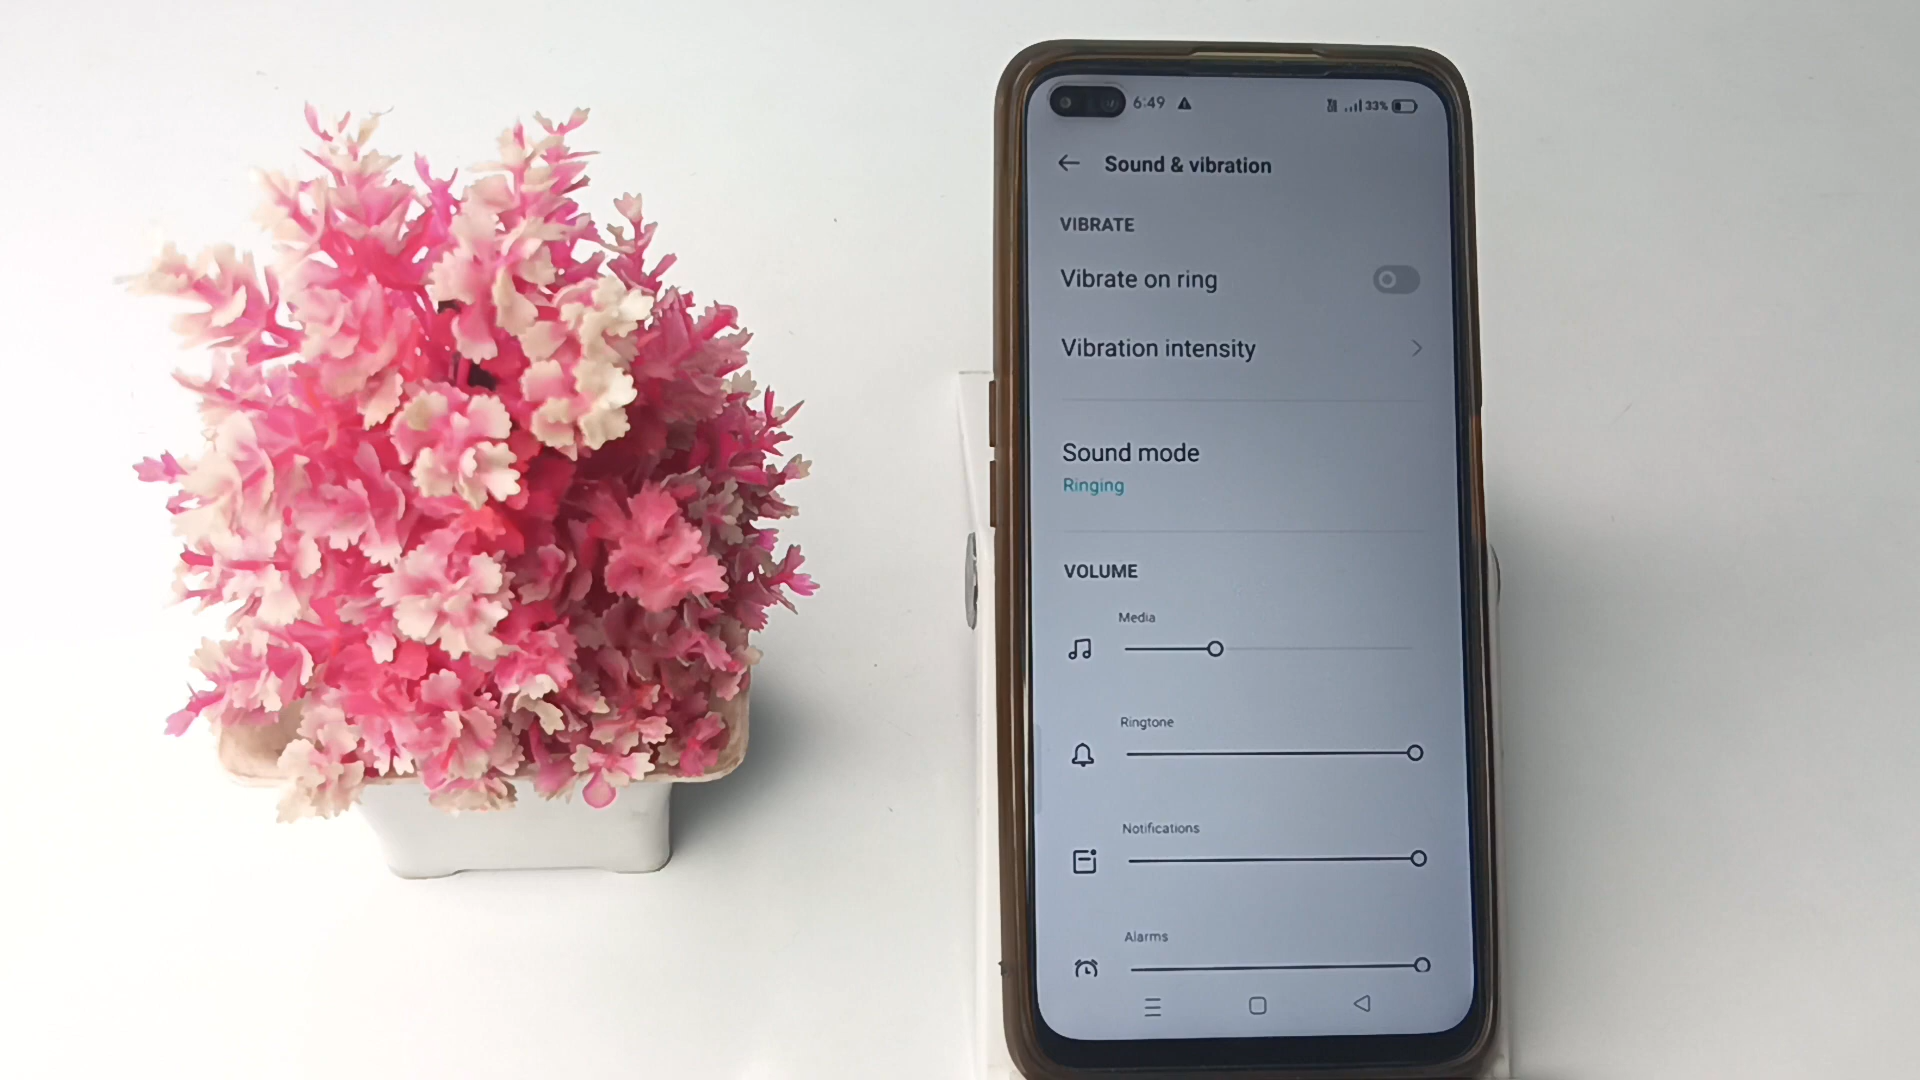 6:49 33%
Sound & vibration
VIBRATE
Vibrate on ring
Vibration intensity
Sound mode
Ringing
VOLUME
Media
Ringtone
Notifications
Alarms